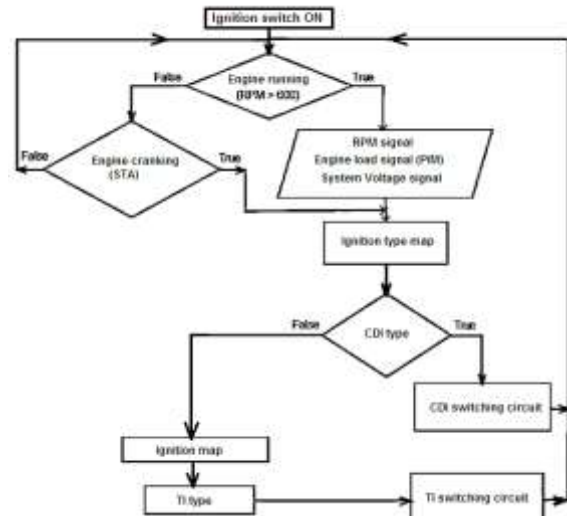 Ignition switch ON
False
Engine running
(RPM > 600)
True
False
Engine cranking
(STA)
True
RPM signal
Engine load signal (PIM)
System Voltage signal
Ignition type map
False
CDI type
True
CDI switching circuit
Ignition map
TI type
TI switching circuit